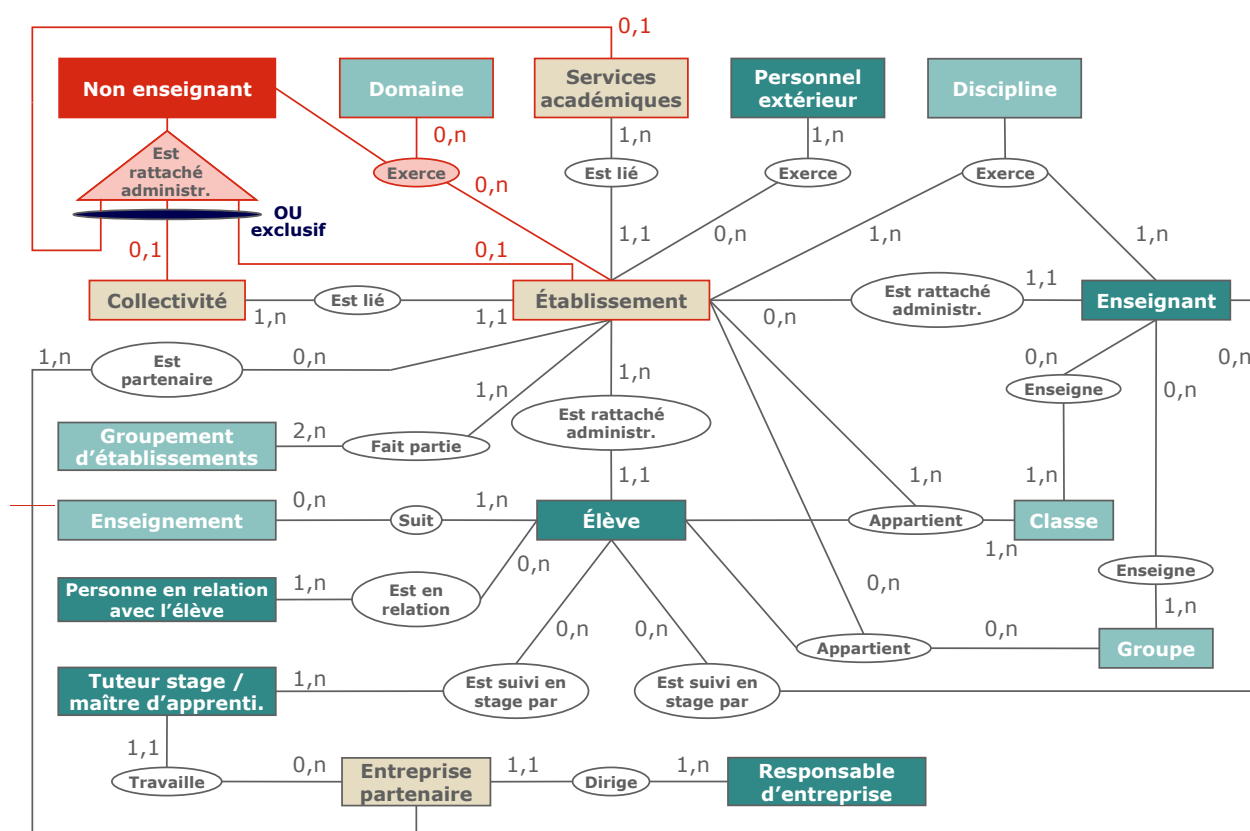 0,1
Non enseignant
Domaine
Services
académiques
Personnel
extérieur
Discipline
0,n
1,n
1,n
Est
rattaché
administr.
Exerce
Est lié
Exerce
Exerce
0,n
OU
exclusif
0,1
0,1
1,1
0,n
1,n
1,n
Collectivité
Est lié
Établissement
Est rattaché
administr.
1,1
Enseignant
1,n
1,1
0,n
1,n
Est
partenaire
0,n
1,n
1,n
0,n
0,n
0,n
Enseigne
Est rattaché
administr.
Groupement
d’établissements
2,n
Fait partie
1,1
1,n
1,n
Enseignement
0,n
Suit
1,n
Élève
Appartient
Classe
1,n
0,n
Personne en relation
avec l’élève
1,n
Est en
relation
0,n
Enseigne
1,n
0,n
0,n
0,n
Appartient
Groupe
Tuteur stage /
maître d’apprenti.
1,n
Est suivi en
stage par
Est suivi en
stage par
1,1
Travaille
0,n
Entreprise
partenaire
1,1
Dirige
1,n
Responsable
d’entreprise